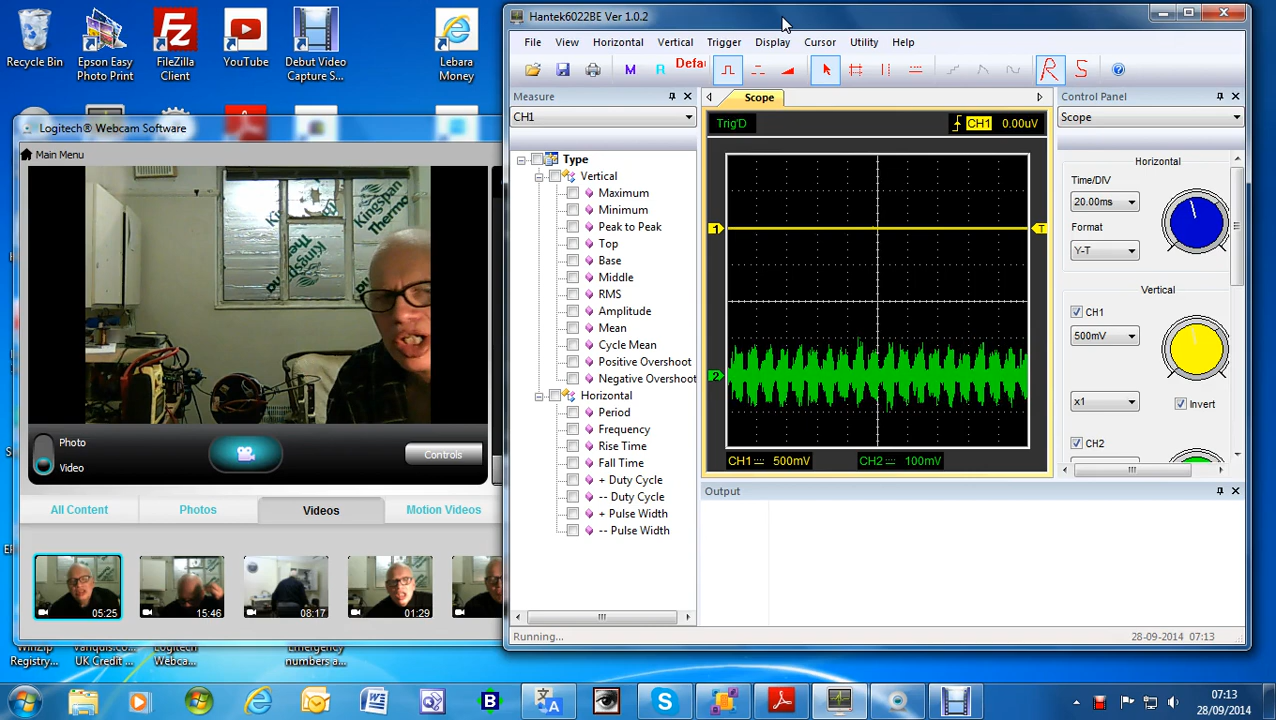 Recycle Bin
Epson Easy
Photo Print
FileZilla
Client
YouTube
Debut Video
Capture S...
Lebara
Money
Logitech® Webcam Software
Main Menu
KingSpan
Thermo
Photo
Video
Controls
All Content
Photos
Videos
Motion Videos
05:25
15:46
08:17
01:29
WinZip
Registry...
vanquis.co...
UK Credit ...
Logitech
Webca...
Emergency
numbers a...
Hantek6022BE Ver 1.0.2
File View Horizontal Vertical Trigger Display Cursor Utility Help
M R Defau R S ?
Measure
CH1
Type
Vertical
Maximum
Minimum
Peak to Peak
Top
Base
Middle
RMS
Amplitude
Mean
Cycle Mean
Positive Overshoot
Negative Overshoot
Horizontal
Period
Frequency
Rise Time
Fall Time
+ Duty Cycle
-- Duty Cycle
+ Pulse Width
-- Pulse Width
Scope
Trig'D
CH1 0.00uV
1
T
2
CH1 500mV
CH2 100mV
Control Panel
Scope
Horizontal
Time/DIV
20.00ms
Format
Y-T
Vertical
CH1
500mV
x1
Invert
CH2
Output
Running...
28-09-2014 07:13
07:13
28/09/2014